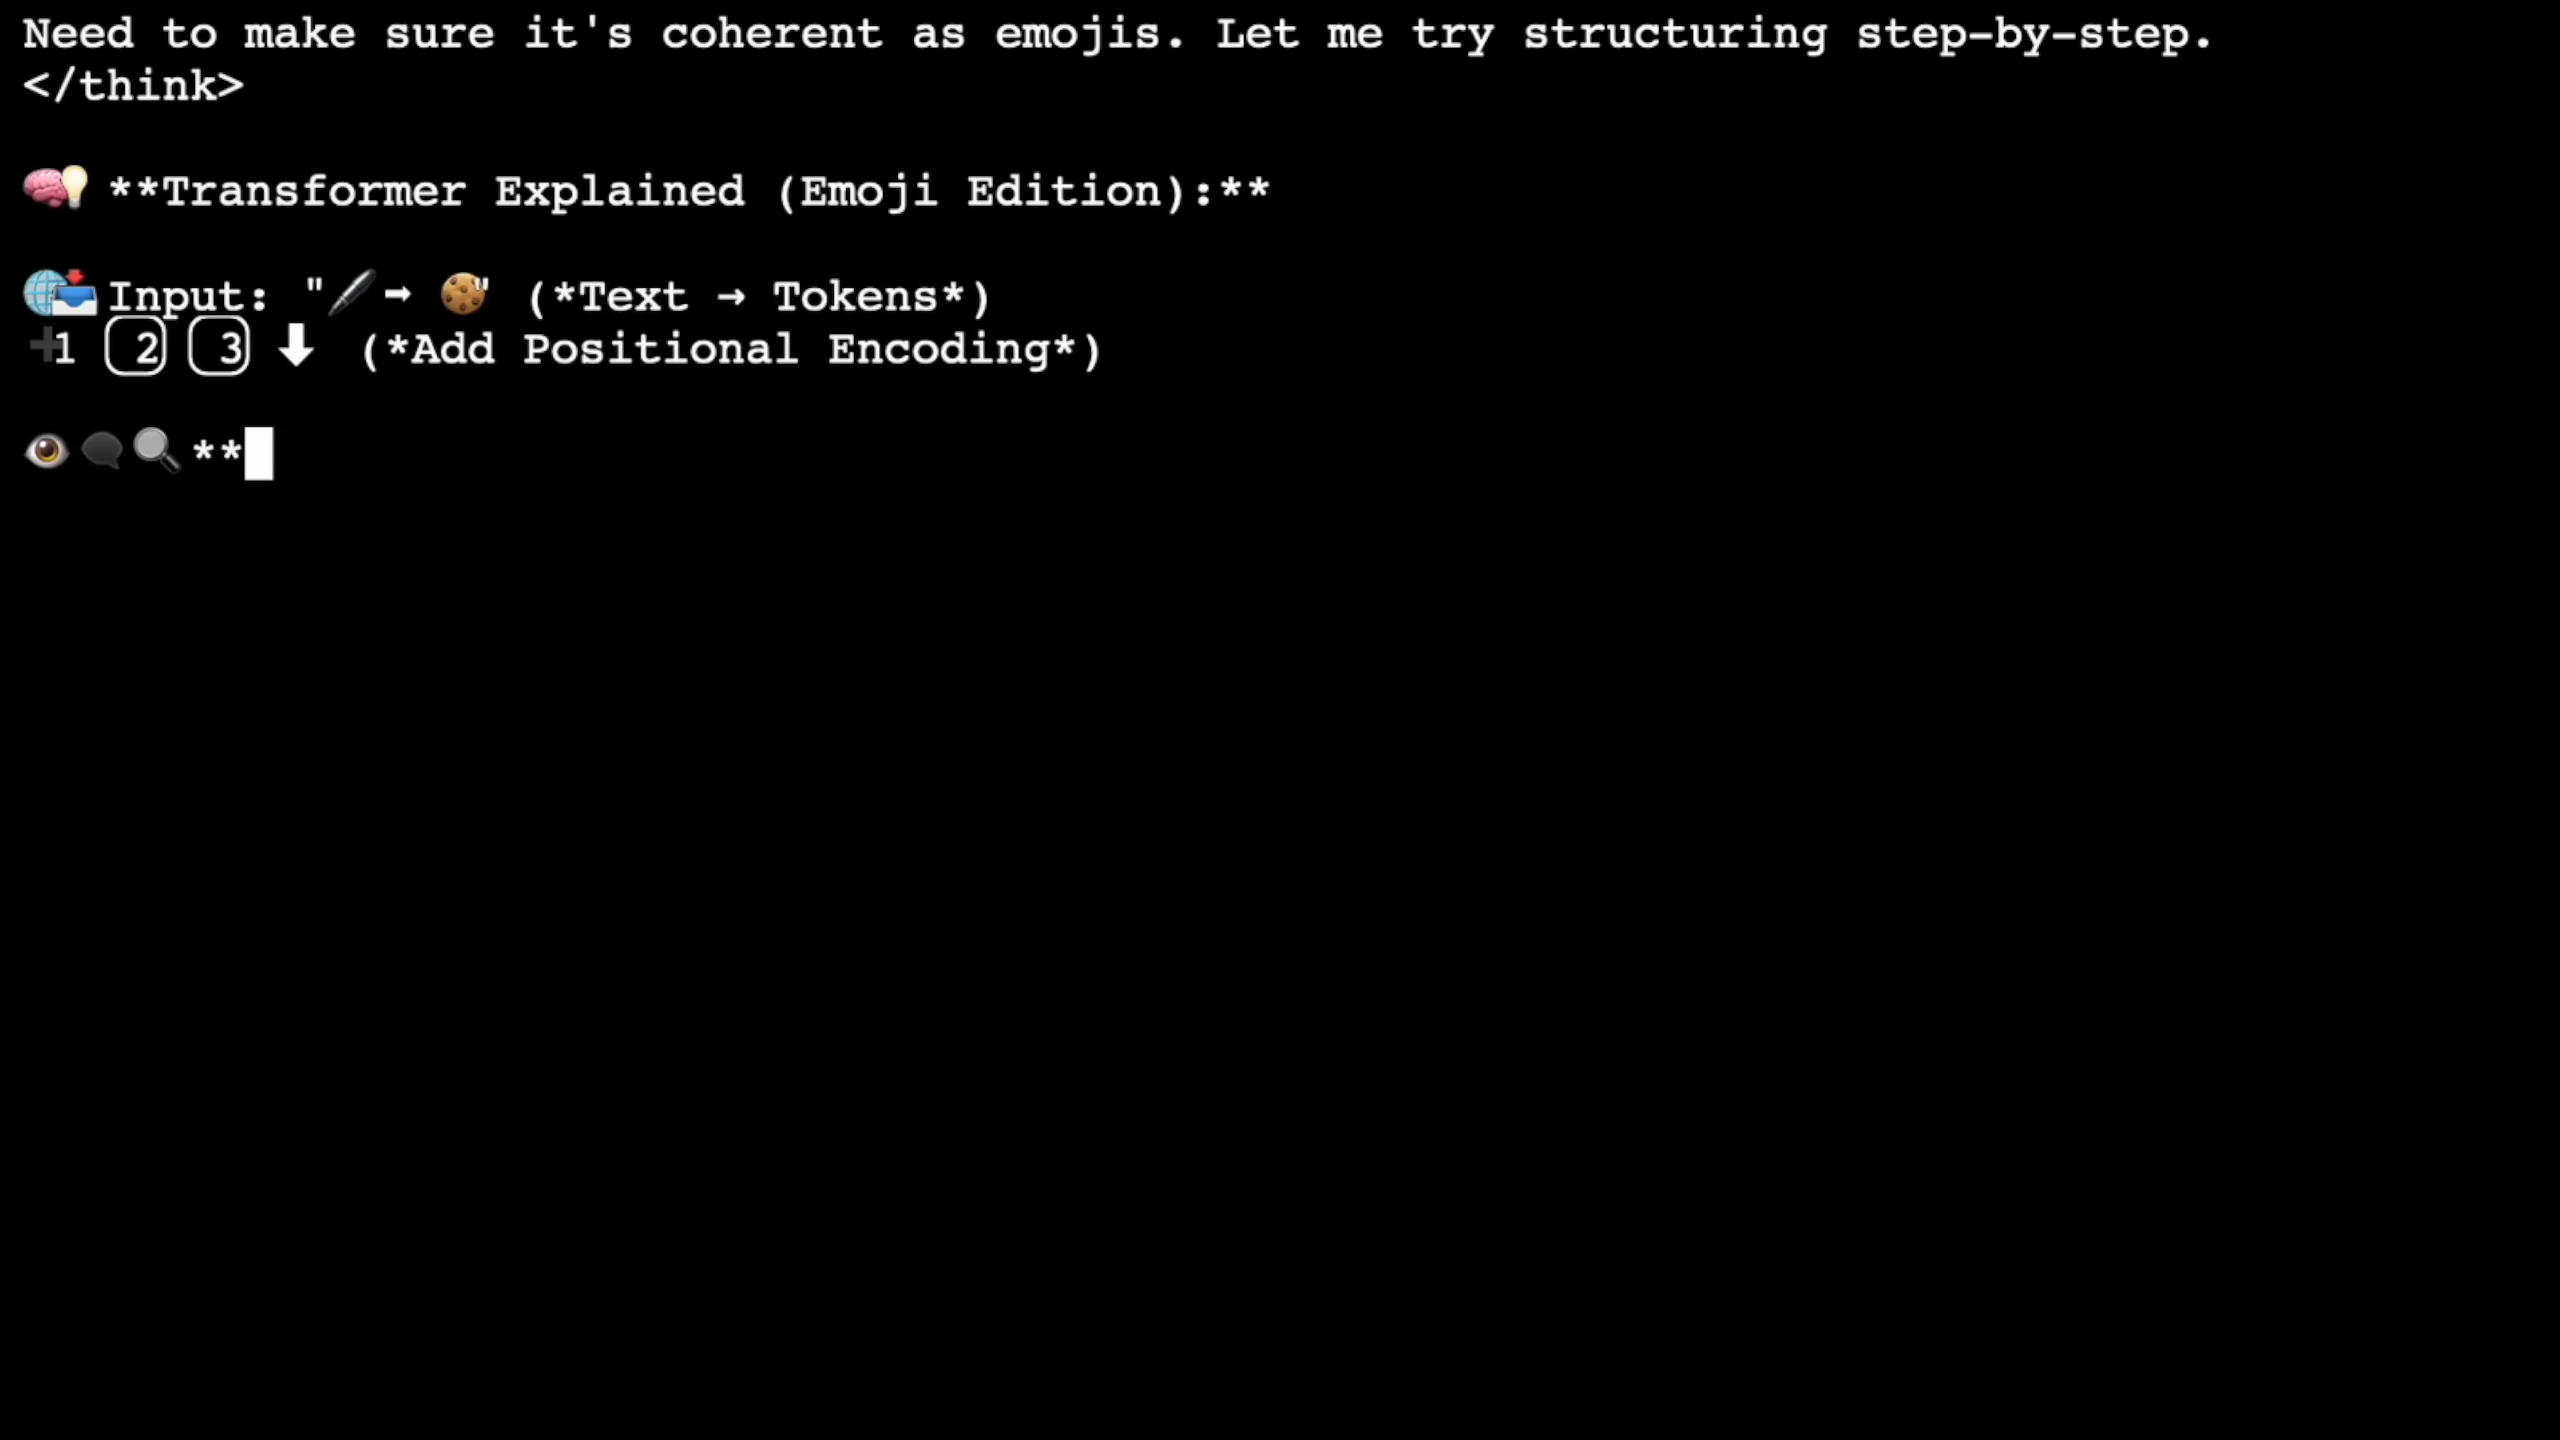 Need to make sure it's coherent as emojis. Let me try structuring step-by-step.
</think>
🧠💡 **Transformer Explained (Emoji Edition):**
🌐📥 Input: "🖋️➡️ 🍪" (*Text → Tokens*)
➕1️⃣ 2️⃣ 3️⃣ ⬇️ (*Add Positional Encoding*)
👁️🗨️🔍 **